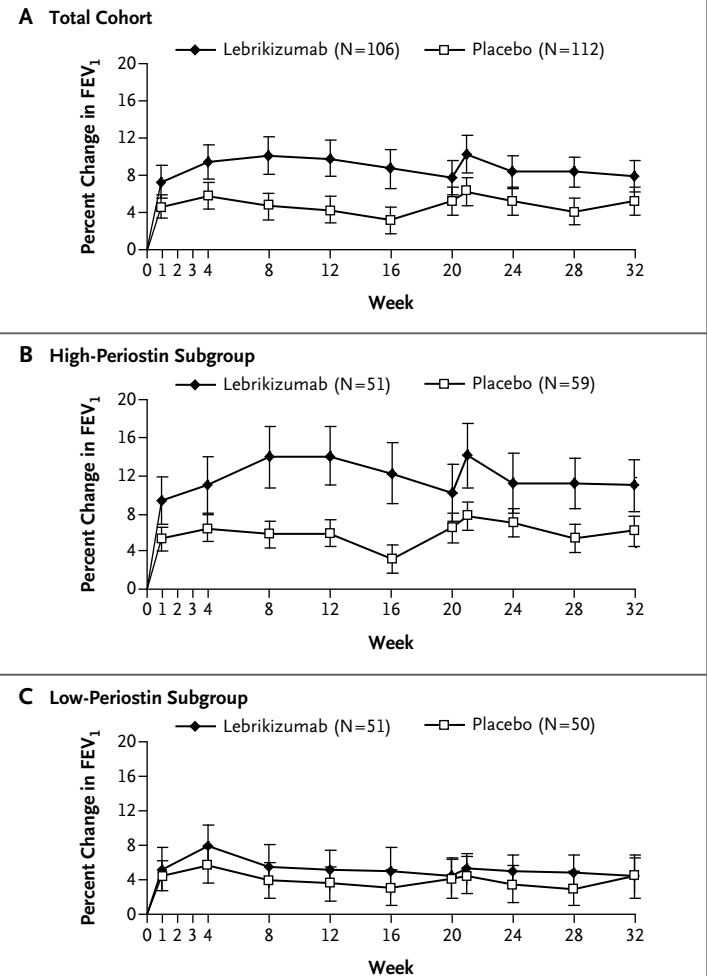 A Total Cohort
Lebrikizumab (N=106) Placebo (N=112)
Percent Change in FEV1
20
16
12
8
4
0
0 1 2 3 4 8 12 16 20 24 28 32
Week
B High-Periostin Subgroup
Lebrikizumab (N=51) Placebo (N=59)
Percent Change in FEV1
20
16
12
8
4
0
0 1 2 3 4 8 12 16 20 24 28 32
Week
C Low-Periostin Subgroup
Lebrikizumab (N=51) Placebo (N=50)
Percent Change in FEV1
20
16
12
8
4
0
0 1 2 3 4 8 12 16 20 24 28 32
Week